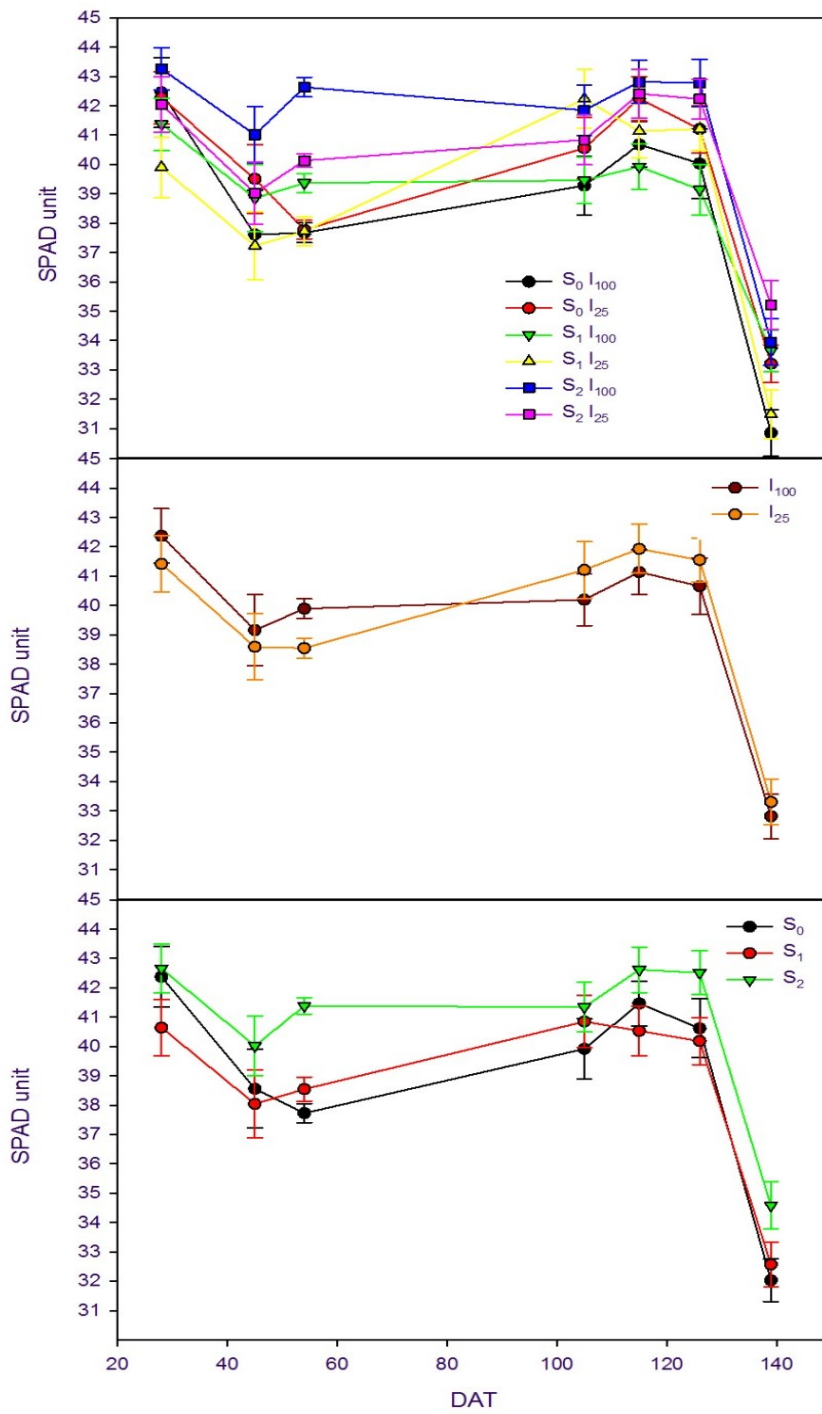 45
44
43
42
41
40
39
38
37
36
35
34
33
32
31
SPAD unit
S₀ I₁₀₀
S₀ I₂₅
S₁ I₁₀₀
S₁ I₂₅
S₂ I₁₀₀
S₂ I₂₅
45
44
43
42
41
40
39
38
37
36
35
34
33
32
31
SPAD unit
I₁₀₀
I₂₅
45
44
43
42
41
40
39
38
37
36
35
34
33
32
31
SPAD unit
S₀
S₁
S₂
20 40 60 80 100 120 140
DAT